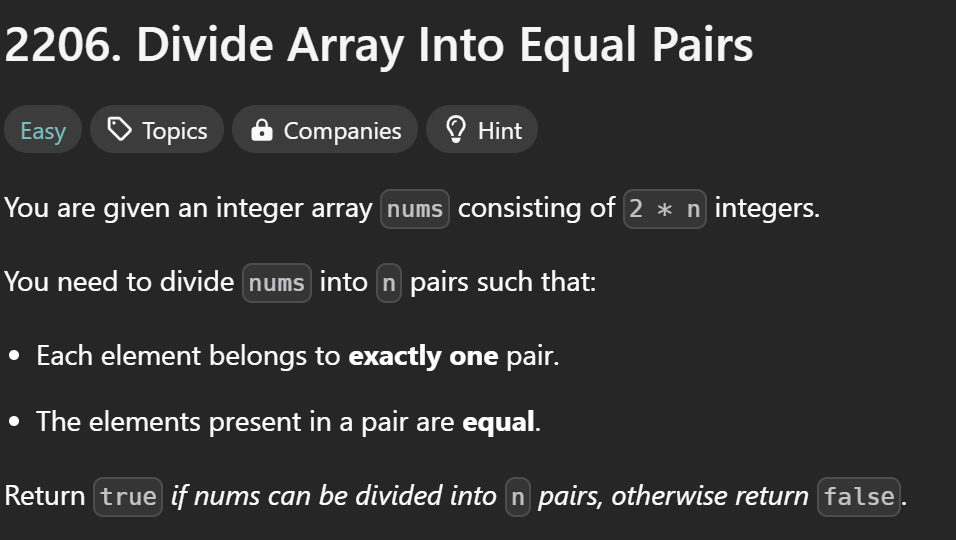 2206. Divide Array Into Equal Pairs
Easy Topics Companies Hint
You are given an integer array nums consisting of 2 * n integers.
You need to divide nums into n pairs such that:
• Each element belongs to exactly one pair.
• The elements present in a pair are equal.
Return true if nums can be divided into n pairs, otherwise return false.